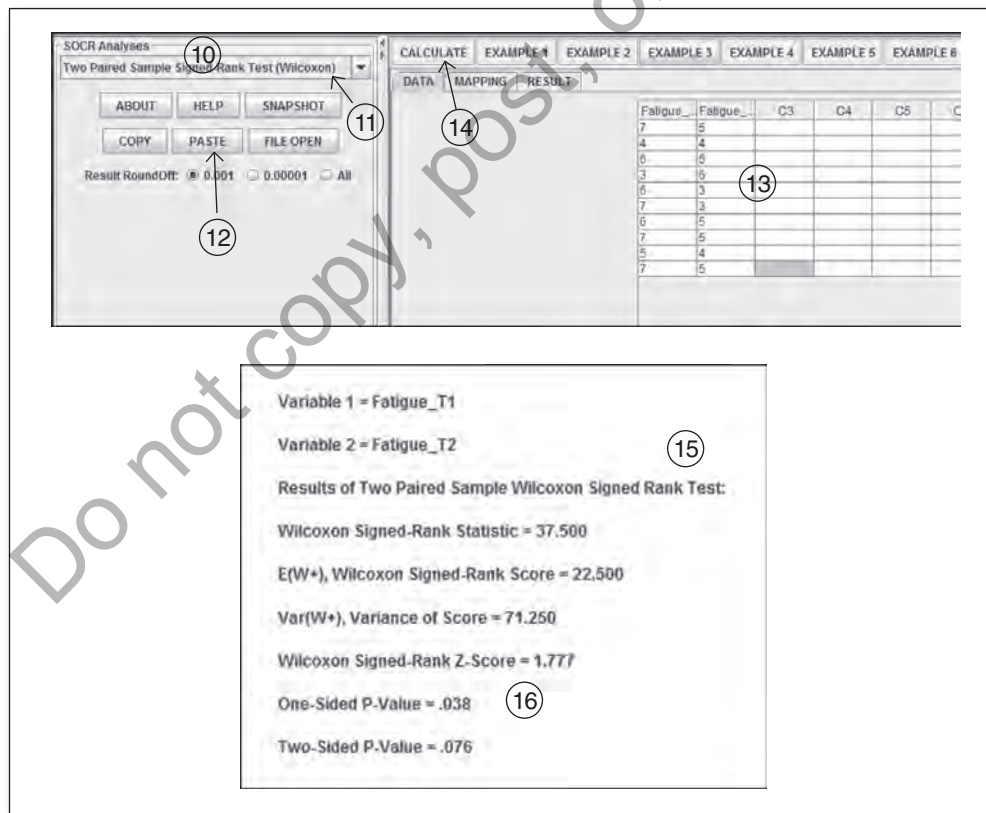 SOCR Analyses
Two Paired Sample Signed-Rank Test (Wilcoxon)
10
11
ABOUT HELP SNAPSHOT
COPY PASTE FILE OPEN
Result RoundOff: 0.001 0.00001 All
12
CALCULATE EXAMPLE 1 EXAMPLE 2 EXAMPLE 3 EXAMPLE 4 EXAMPLE 5 EXAMPLE 6
DATA MAPPING RESULT
14
Fatigue_... Fatigue_... C3 C4 C5 C
7 5
4 4
6 5
3 6
6 3
7 3
6 5
7 5
5 4
7 5
13
Variable 1 = Fatigue_T1
Variable 2 = Fatigue_T2
15
Results of Two Paired Sample Wilcoxon Signed Rank Test:
Wilcoxon Signed-Rank Statistic = 37.500
E(W+), Wilcoxon Signed-Rank Score = 22.500
Var(W+), Variance of Score = 71.250
Wilcoxon Signed-Rank Z-Score = 1.777
One-Sided P-Value = .038
16
Two-Sided P-Value = .076
Do not copy, post, o